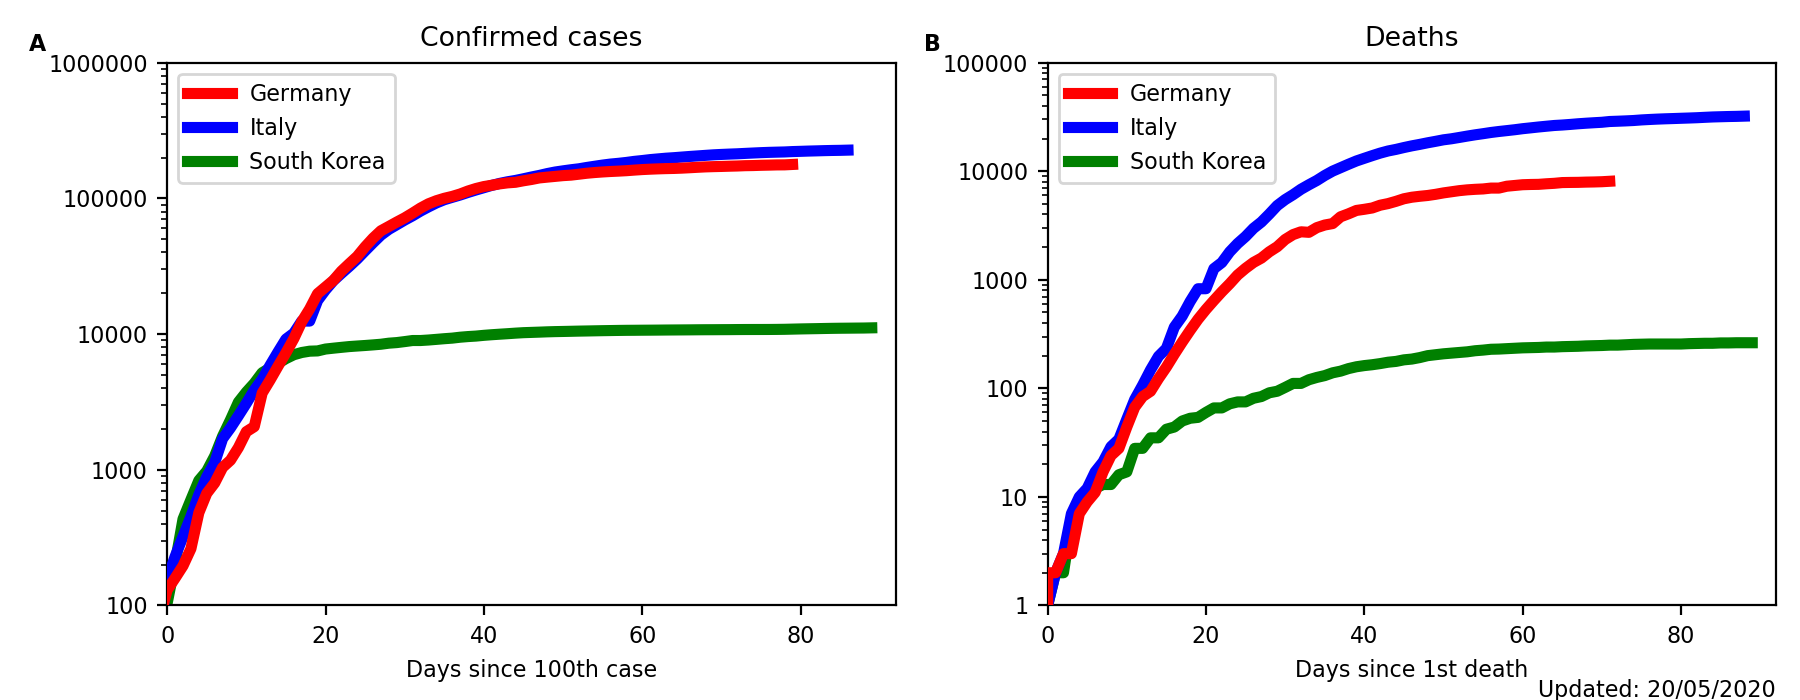 A
Confirmed cases
1000000
100000
10000
1000
100
Germany
Italy
South Korea
0 20 40 60 80
Days since 100th case
B
Deaths
100000
10000
1000
100
10
1
Germany
Italy
South Korea
0 20 40 60 80
Days since 1st death
Updated: 20/05/2020